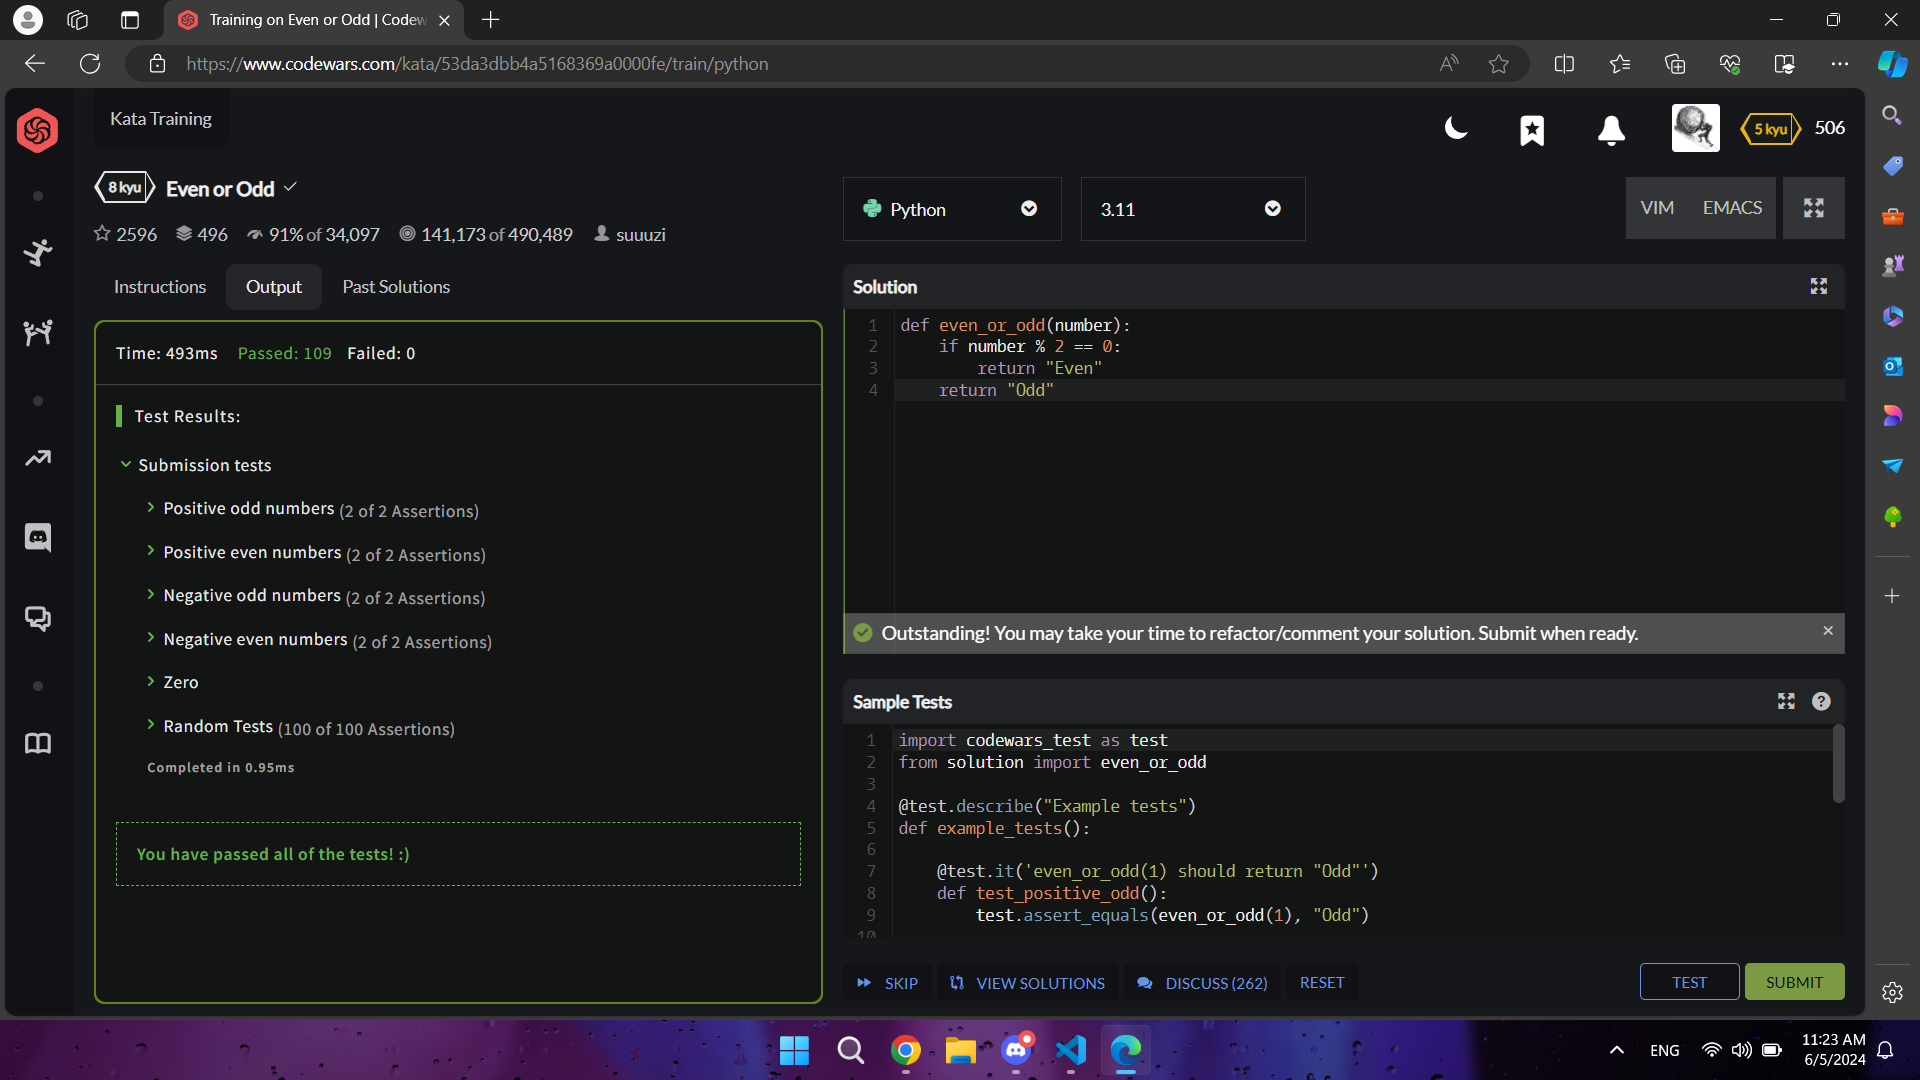 Training on Even or Odd | Codew
https://www.codewars.com/kata/53da3dbb4a5168369a0000fe/train/python
Kata Training
5 kyu
506
8 kyu
Even or Odd
2596
496
91% of 34,097
141,173 of 490,489
suuuzi
Python
3.11
VIM
EMACS
Instructions
Output
Past Solutions
Time: 493ms Passed: 109 Failed: 0
Test Results:
Submission tests
Positive odd numbers (2 of 2 Assertions)
Positive even numbers (2 of 2 Assertions)
Negative odd numbers (2 of 2 Assertions)
Negative even numbers (2 of 2 Assertions)
Zero
Random Tests (100 of 100 Assertions)
Completed in 0.95ms
You have passed all of the tests! :)
Solution
1 def even_or_odd(number):
2 if number % 2 == 0:
3 return "Even"
4 return "Odd"
Outstanding! You may take your time to refactor/comment your solution. Submit when ready.
Sample Tests
1 import codewars_test as test
2 from solution import even_or_odd
3
4 @test.describe("Example tests")
5 def example_tests():
6
7 @test.it('even_or_odd(1) should return "Odd"')
8 def test_positive_odd():
9 test.assert_equals(even_or_odd(1), "Odd")
10
SKIP
VIEW SOLUTIONS
DISCUSS (262)
RESET
TEST
SUBMIT
ENG
11:23 AM
6/5/2024